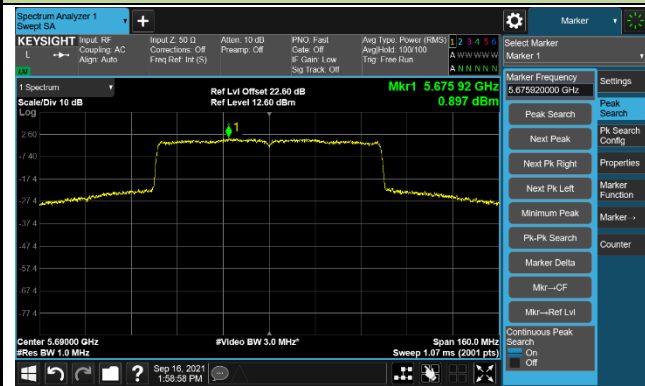 Spectrum Analyzer 1
Swept SA
Marker
KEYSIGHT
L
Input: RF
Coupling: AC
Align: Auto
Input Z: 50 Ω
Corrections: Off
Freq Ref: Int (S)
Atten: 10 dB
Preamp: Off
PNO: Fast
Gate: Off
IF Gain: Low
Sig Track: Off
Avg Type: Power (RMS)
Avg|Hold: 100/100
Trig: Free Run
1 2 3 4 5 6
A W W W W W
A N N N N N
Select Marker
Marker 1
1 Spectrum
Scale/Div 10 dB
Log
Ref Lvl Offset 22.60 dB
Ref Level 12.60 dBm
Mkr1 5.675 92 GHz
0.897 dBm
1
2.60
-7.40
-17.4
-27.4
-37.4
-47.4
-57.4
-67.4
-77.4
Center 5.69000 GHz
#Res BW 1.0 MHz
#Video BW 3.0 MHz*
Span 160.0 MHz
Sweep 1.07 ms (2001 pts)
Marker Frequency
5.675920000 GHz
Peak Search
Next Peak
Next Pk Right
Next Pk Left
Minimum Peak
Pk-Pk Search
Marker Delta
Mkr→CF
Mkr→Ref Lvl
Continuous Peak
Search
On
Off
Settings
Peak
Search
Pk Search
Config
Properties
Marker
Function
Marker→
Counter
Sep 16, 2021
1:58:58 PM